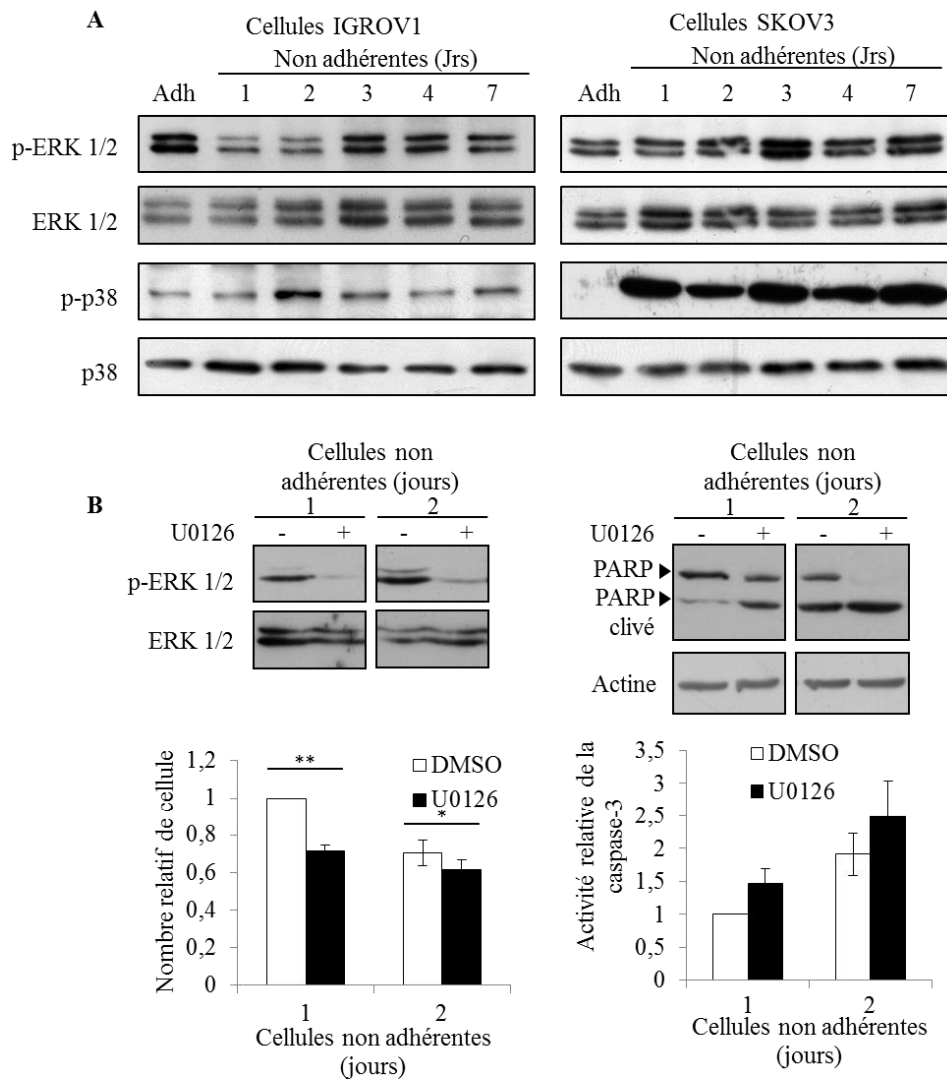 A
Cellules IGROV1
Non adhérentes (Jrs)
Adh 1 2 3 4 7
Cellules SKOV3
Non adhérentes (Jrs)
Adh 1 2 3 4 7
p-ERK 1/2
ERK 1/2
p-p38
p38
B
Cellules non
adhérentes (jours)
1 2
U0126 - + - +
p-ERK 1/2
ERK 1/2
Cellules non
adhérentes (jours)
1 2
U0126 - + - +
PARP
PARP
clivé
Actine
Nombre relatif de cellule
1,2
1
0,8
0,6
0,4
0,2
0
**
*
DMSO
U0126
1 2
Cellules non adhérentes
(jours)
Activité relative de la
caspase-3
3,5
3
2,5
2
1,5
1
0,5
0
DMSO
U0126
1 2
Cellules non adhérentes
(jours)